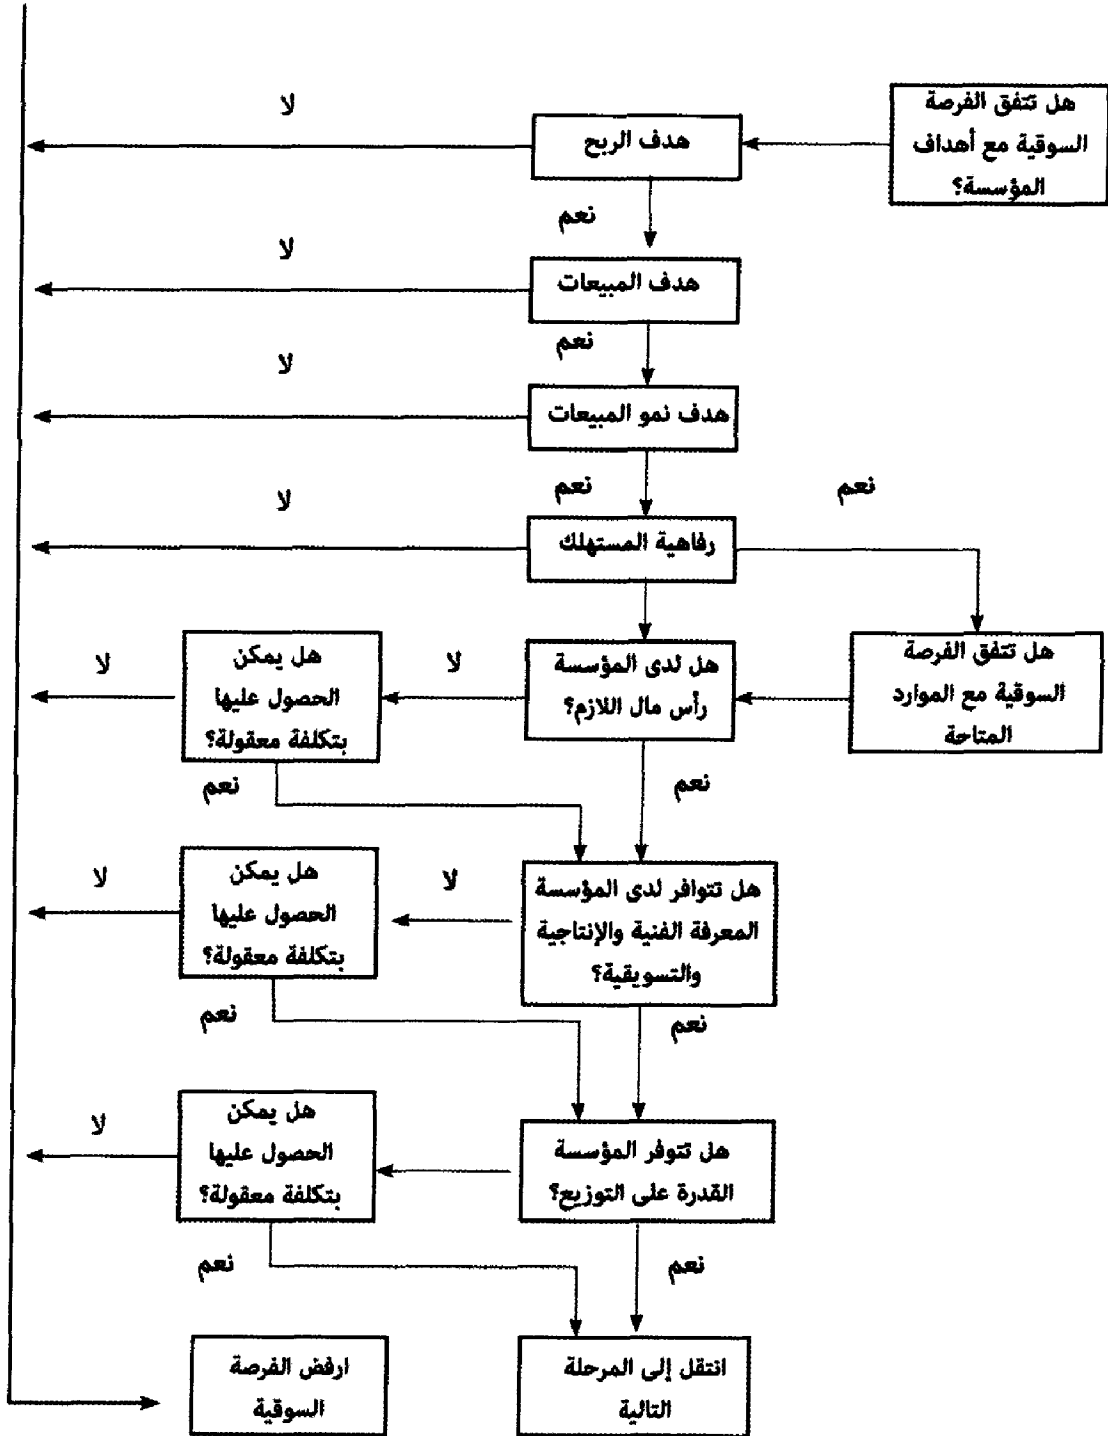 هل تتفق الفرصة
السوقية مع أهداف
المؤسسة؟
هدف الربح
لا
نعم
هدف المبيعات
لا
نعم
هدف نمو المبيعات
لا
نعم
نعم
رفاهية المستهلك
لا
هل تتفق الفرصة
السوقية مع الموارد
المتاحة
هل لدى المؤسسة
رأس مال اللازم؟
لا
هل يمكن
الحصول عليها
بتكلفة معقولة؟
لا
نعم
نعم
هل تتوافر لدى المؤسسة
المعرفة الفنية والإنتاجية
والتسويقية؟
لا
هل يمكن
الحصول عليها
بتكلفة معقولة؟
لا
نعم
نعم
هل تتوفر المؤسسة
القدرة على التوزيع؟
هل يمكن
الحصول عليها
بتكلفة معقولة؟
لا
نعم
نعم
انتقل إلى المرحلة
التالية
ارفض الفرصة
السوقية